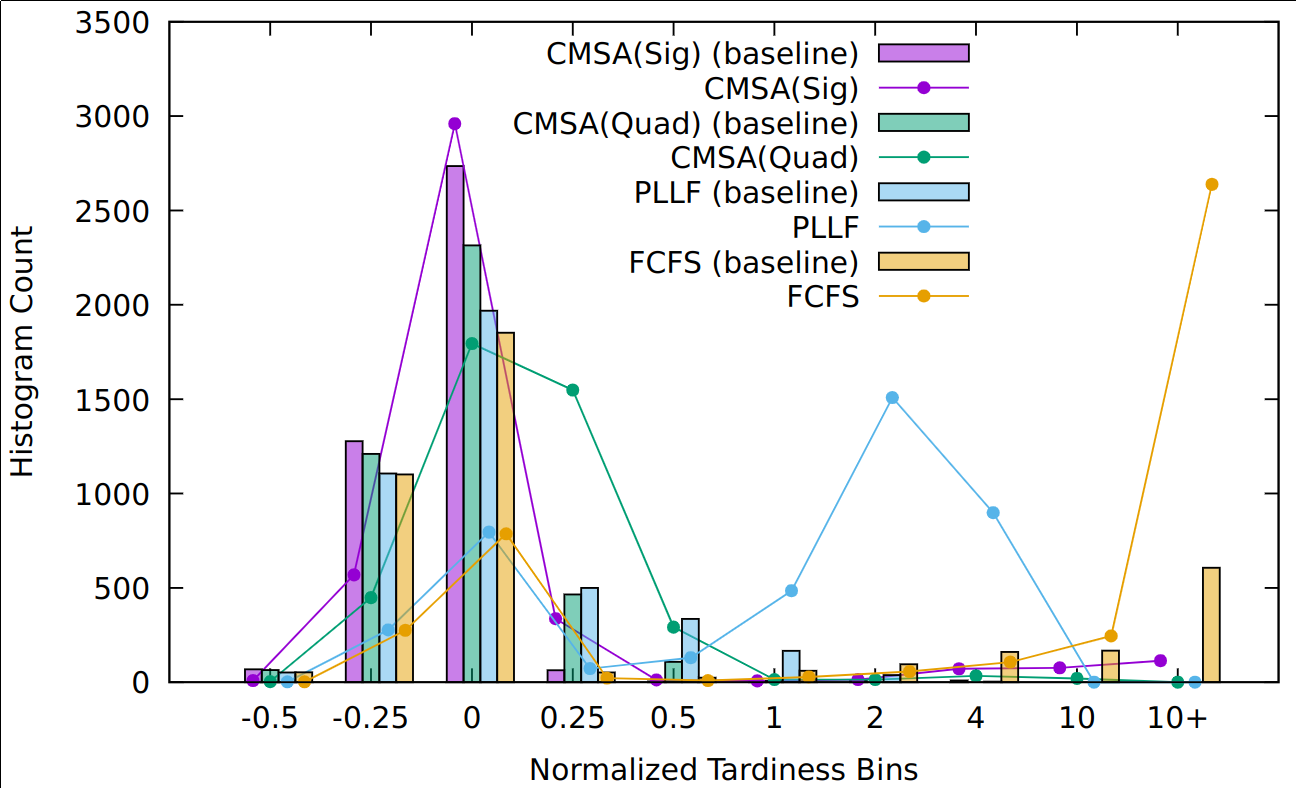 3500
3000
2500
2000
1500
1000
500
0
Histogram Count
CMSA(Sig) (baseline)
CMSA(Sig)
CMSA(Quad) (baseline)
CMSA(Quad)
PLLF (baseline)
PLLF
FCFS (baseline)
FCFS
-0.5 -0.25 0 0.25 0.5 1 2 4 10 10+
Normalized Tardiness Bins